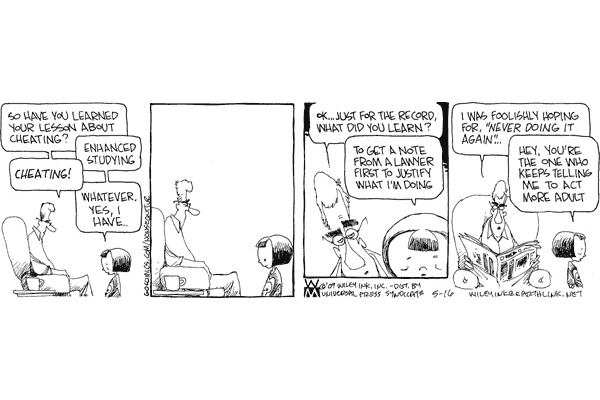 SO HAVE YOU LEARNED
YOUR LESSON ABOUT
CHEATING?
ENHANCED
STUDYING
CHEATING!
WHATEVER.
YES, I
HAVE..
OK...JUST FOR THE RECORD,
WHAT DID YOU LEARN?
TO GET A NOTE
FROM A LAWYER
FIRST TO JUSTIFY
WHAT I'M DOING
©'09 WILEY INK, INC. - DIST. BY
UNIVERSAL PRESS SYNDICATE 5-16
I WAS FOOLISHLY HOPING
FOR, "NEVER DOING IT
AGAIN"...
HEY, YOU'RE
THE ONE WHO
KEEPS TELLING
ME TO ACT
MORE ADULT
WILEYINK@EARTHLINK.NET